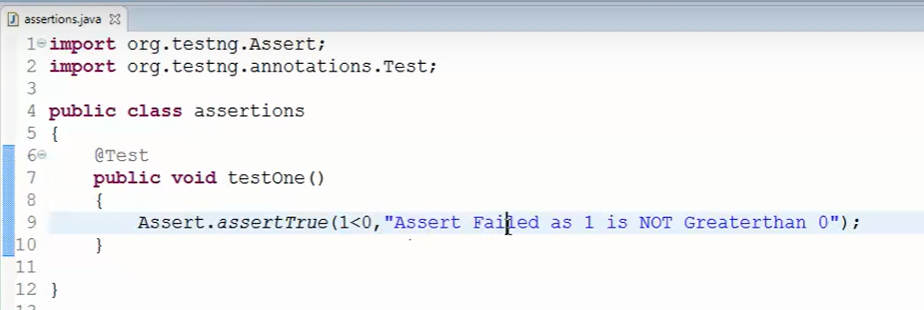 assertions.java
1 import org.testng.Assert;
2 import org.testng.annotations.Test;
3
4 public class assertions
5 {
6 @Test
7 public void testOne()
8 {
9 Assert.assertTrue(1<0,"Assert Failed as 1 is NOT Greaterthan 0");
10 }
11
12 }
13